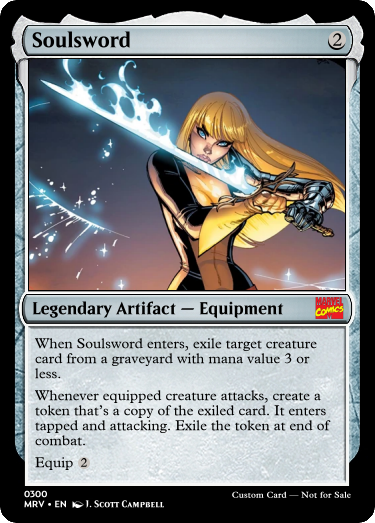 Soulsword 2
Legendary Artifact — Equipment MARVEL
COMICS
When Soulsword enters, exile target creature
card from a graveyard with mana value 3 or
less.
Whenever equipped creature attacks, create a
token that's a copy of the exiled card. It enters
tapped and attacking. Exile the token at end of
combat.
Equip 2
0300
MRV • EN J. Scott Campbell
Custom Card — Not for Sale